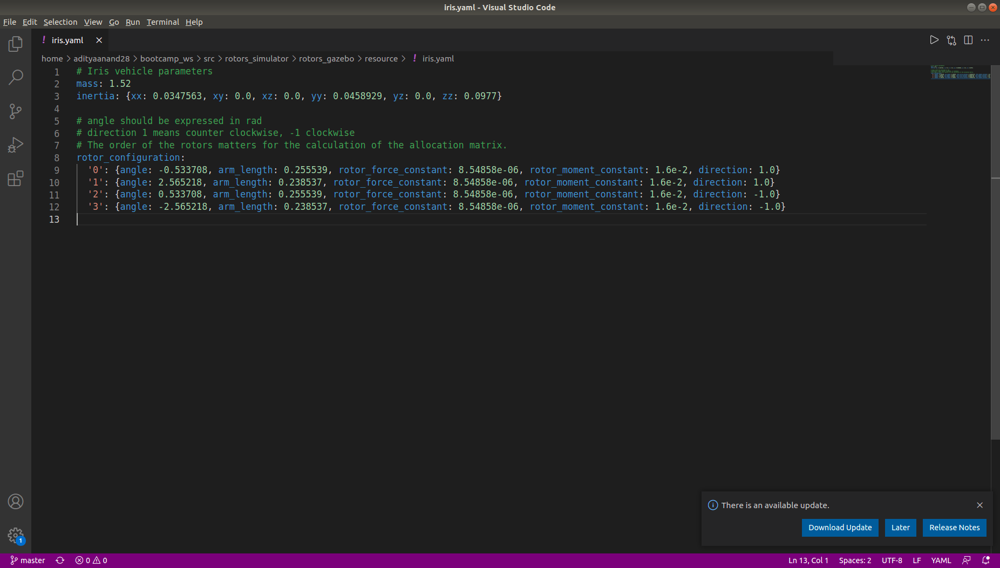 iris.yaml - Visual Studio Code
File Edit Selection View Go Run Terminal Help
! iris.yaml
home > adityaanand28 > bootcamp_ws > src > rotors_simulator > rotors_gazebo > resource > ! iris.yaml
1 # Iris vehicle parameters
2 mass: 1.52
3 inertia: {xx: 0.0347563, xy: 0.0, xz: 0.0, yy: 0.0458929, yz: 0.0, zz: 0.0977}
4
5 # angle should be expressed in rad
6 # direction 1 means counter clockwise, -1 clockwise
7 # The order of the rotors matters for the calculation of the allocation matrix.
8 rotor_configuration:
9   '0': {angle: -0.533708, arm_length: 0.255539, rotor_force_constant: 8.54858e-06, rotor_moment_constant: 1.6e-2, direction: 1.0}
10   '1': {angle: 2.565218, arm_length: 0.238537, rotor_force_constant: 8.54858e-06, rotor_moment_constant: 1.6e-2, direction: 1.0}
11   '2': {angle: 0.533708, arm_length: 0.255539, rotor_force_constant: 8.54858e-06, rotor_moment_constant: 1.6e-2, direction: -1.0}
12   '3': {angle: -2.565218, arm_length: 0.238537, rotor_force_constant: 8.54858e-06, rotor_moment_constant: 1.6e-2, direction: -1.0}
13
There is an available update.
Download Update Later Release Notes
1
master 0 0 Ln 13, Col 1 Spaces: 2 UTF-8 LF YAML